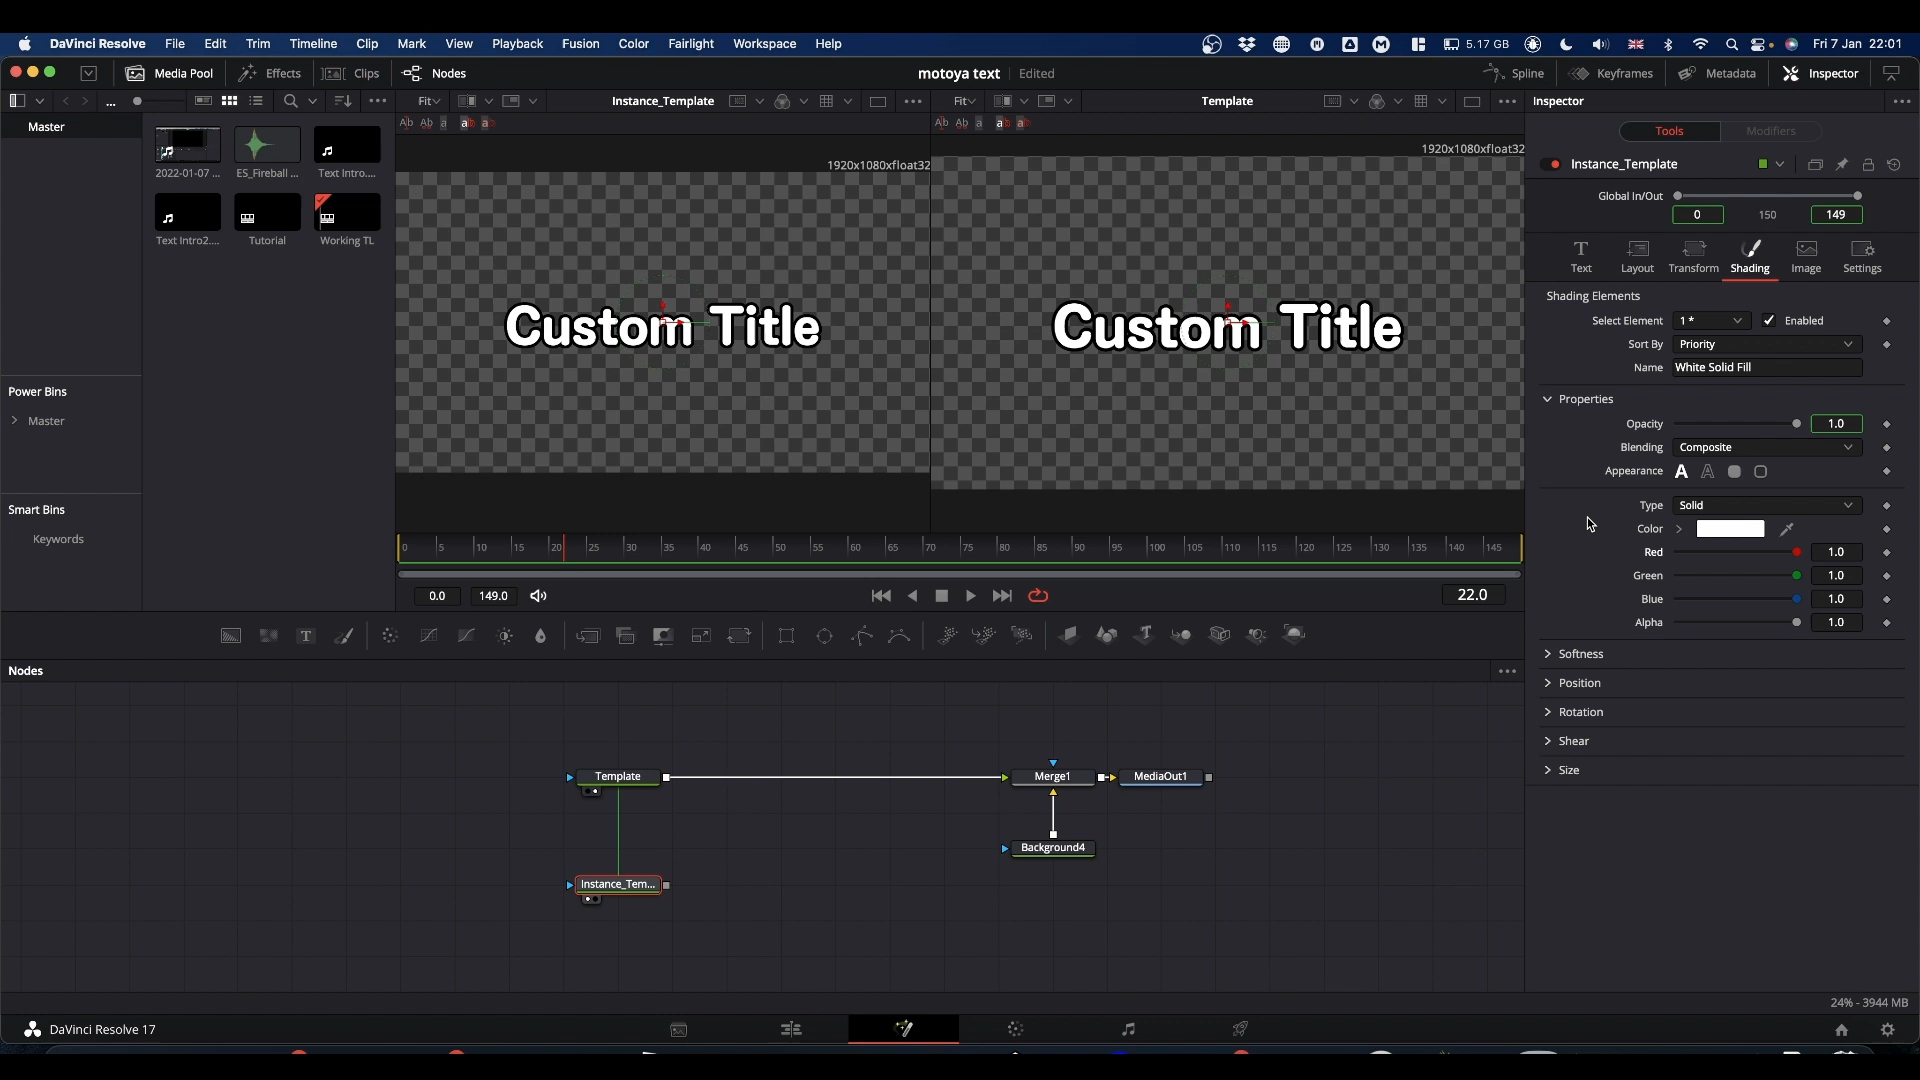 DaVinci Resolve File Edit Trim Timeline Clip Mark View Playback Fusion Color Fairlight Workspace Help 5.17 GB Fri 7 Jan 22:01
Media Pool Effects Clips Nodes motoya text Edited Spline Keyframes Metadata Inspector
... Fit Instance_Template Fit Template Inspector
Master
Tools Modifiers
1920x1080xfloat32 1920x1080xfloat32
Instance_Template
2022-01-07 ... ES_Fireball ... Text Intro....
Global In/Out
0 150 149
Text Intro2.... Tutorial Working TL
Text Layout Transform Shading Image Settings
Shading Elements
Select Element 1 * Enabled
Custom Title Custom Title
Sort By Priority
Name White Solid Fill
Power Bins
Properties
Master
Opacity 1.0
Blending Composite
Appearance A A
Smart Bins
Type Solid
Keywords
Color
0 5 10 15 20 25 30 35 40 45 50 55 60 65 70 75 80 85 90 95 100 105 110 115 120 125 130 135 140 145
Red 1.0
Green 1.0
0.0 149.0 22.0
Blue 1.0
Alpha 1.0
Softness
Nodes
Position
Rotation
Shear
Size
Template Merge1 MediaOut1
Background4
Instance_Tem...
24% - 3944 MB
DaVinci Resolve 17